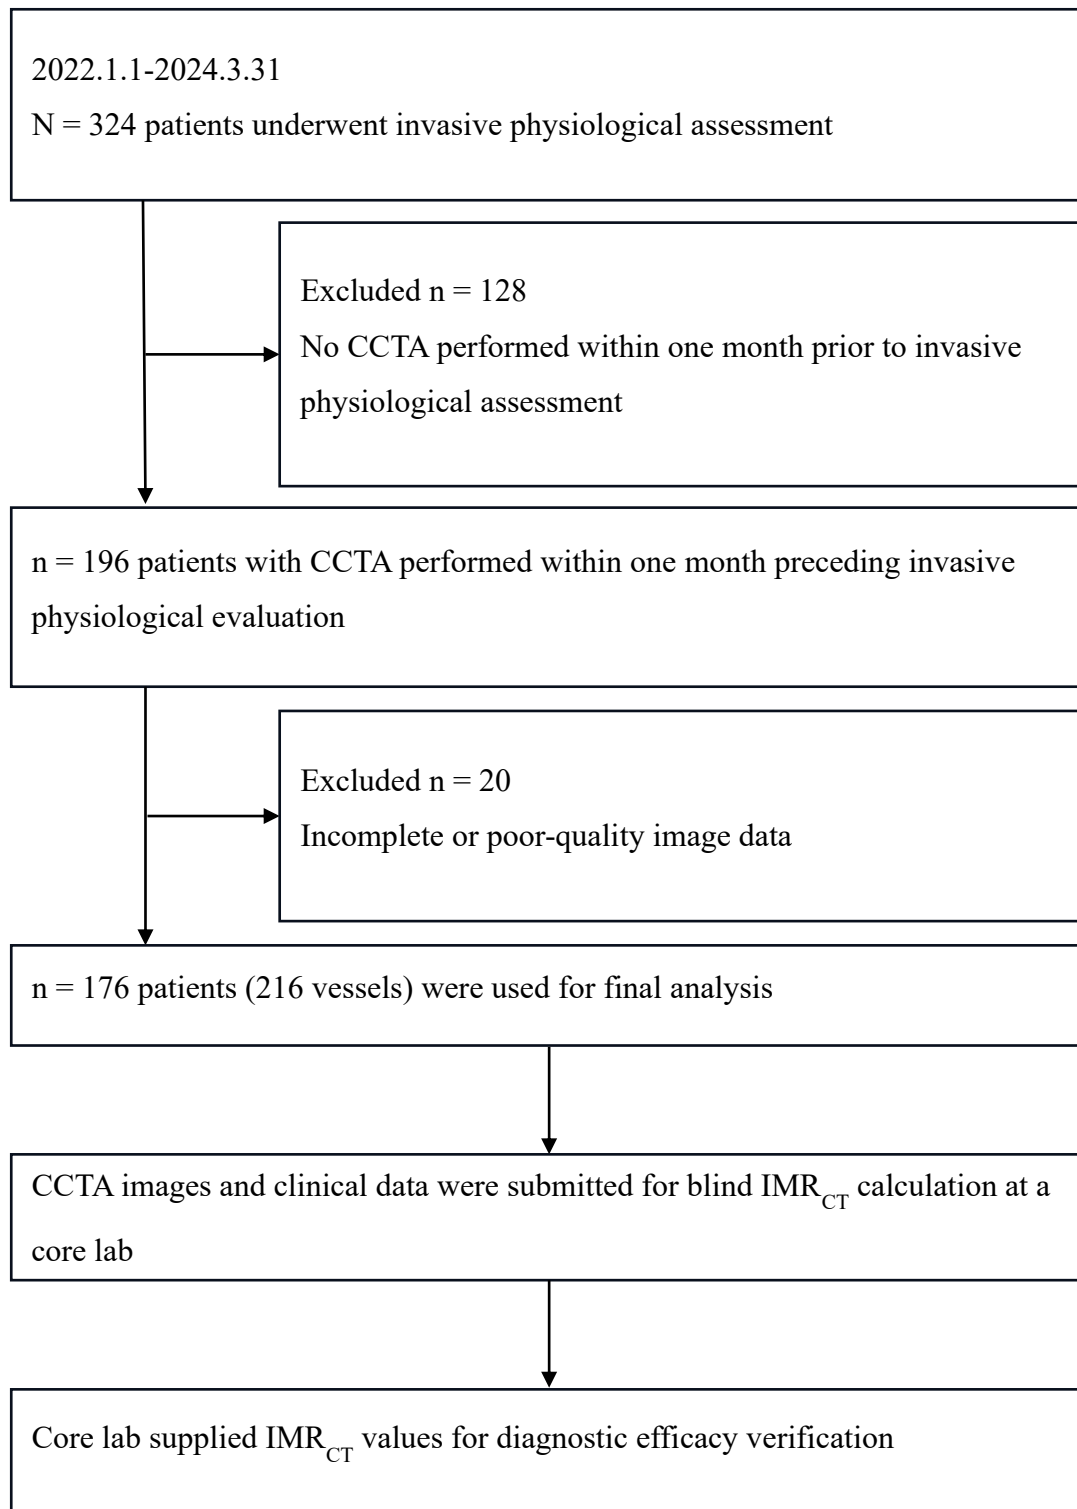 2022.1.1-2024.3.31
N = 324 patients underwent invasive physiological assessment
Excluded n = 128
No CCTA performed within one month prior to invasive
physiological assessment
n = 196 patients with CCTA performed within one month preceding invasive
physiological evaluation
Excluded n = 20
Incomplete or poor-quality image data
n = 176 patients (216 vessels) were used for final analysis
CCTA images and clinical data were submitted for blind IMR_CT calculation at a
core lab
Core lab supplied IMR_CT values for diagnostic efficacy verification